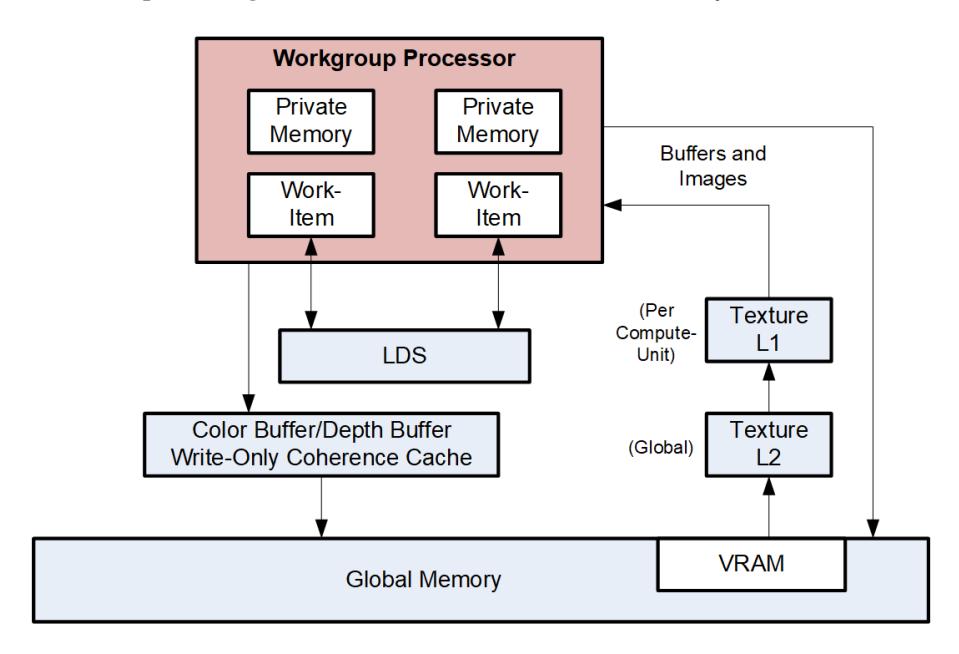 Workgroup Processor
Private
Memory
Private
Memory
Work-
Item
Work-
Item
Buffers and
Images
(Per
Compute-
Unit)
Texture
L1
LDS
Color Buffer/Depth Buffer
Write-Only Coherence Cache
(Global)
Texture
L2
Global Memory
VRAM